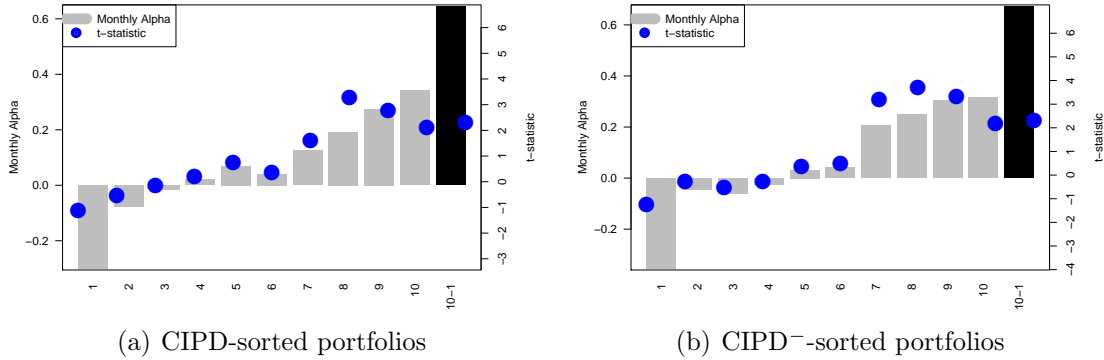 Monthly Alpha
t−statistic
0.6
0.4
0.2
0.0
−0.2
Monthly Alpha
6
5
4
3
2
1
0
−1
−2
−3
t−statistic
1 2 3 4 5 6 7 8 9 10 10−1
(a) CIPD-sorted portfolios
Monthly Alpha
t−statistic
0.6
0.4
0.2
0.0
−0.2
Monthly Alpha
6
5
4
3
2
1
0
−1
−2
−3
−4
t−statistic
1 2 3 4 5 6 7 8 9 10 10−1
(b) CIPD⁻-sorted portfolios